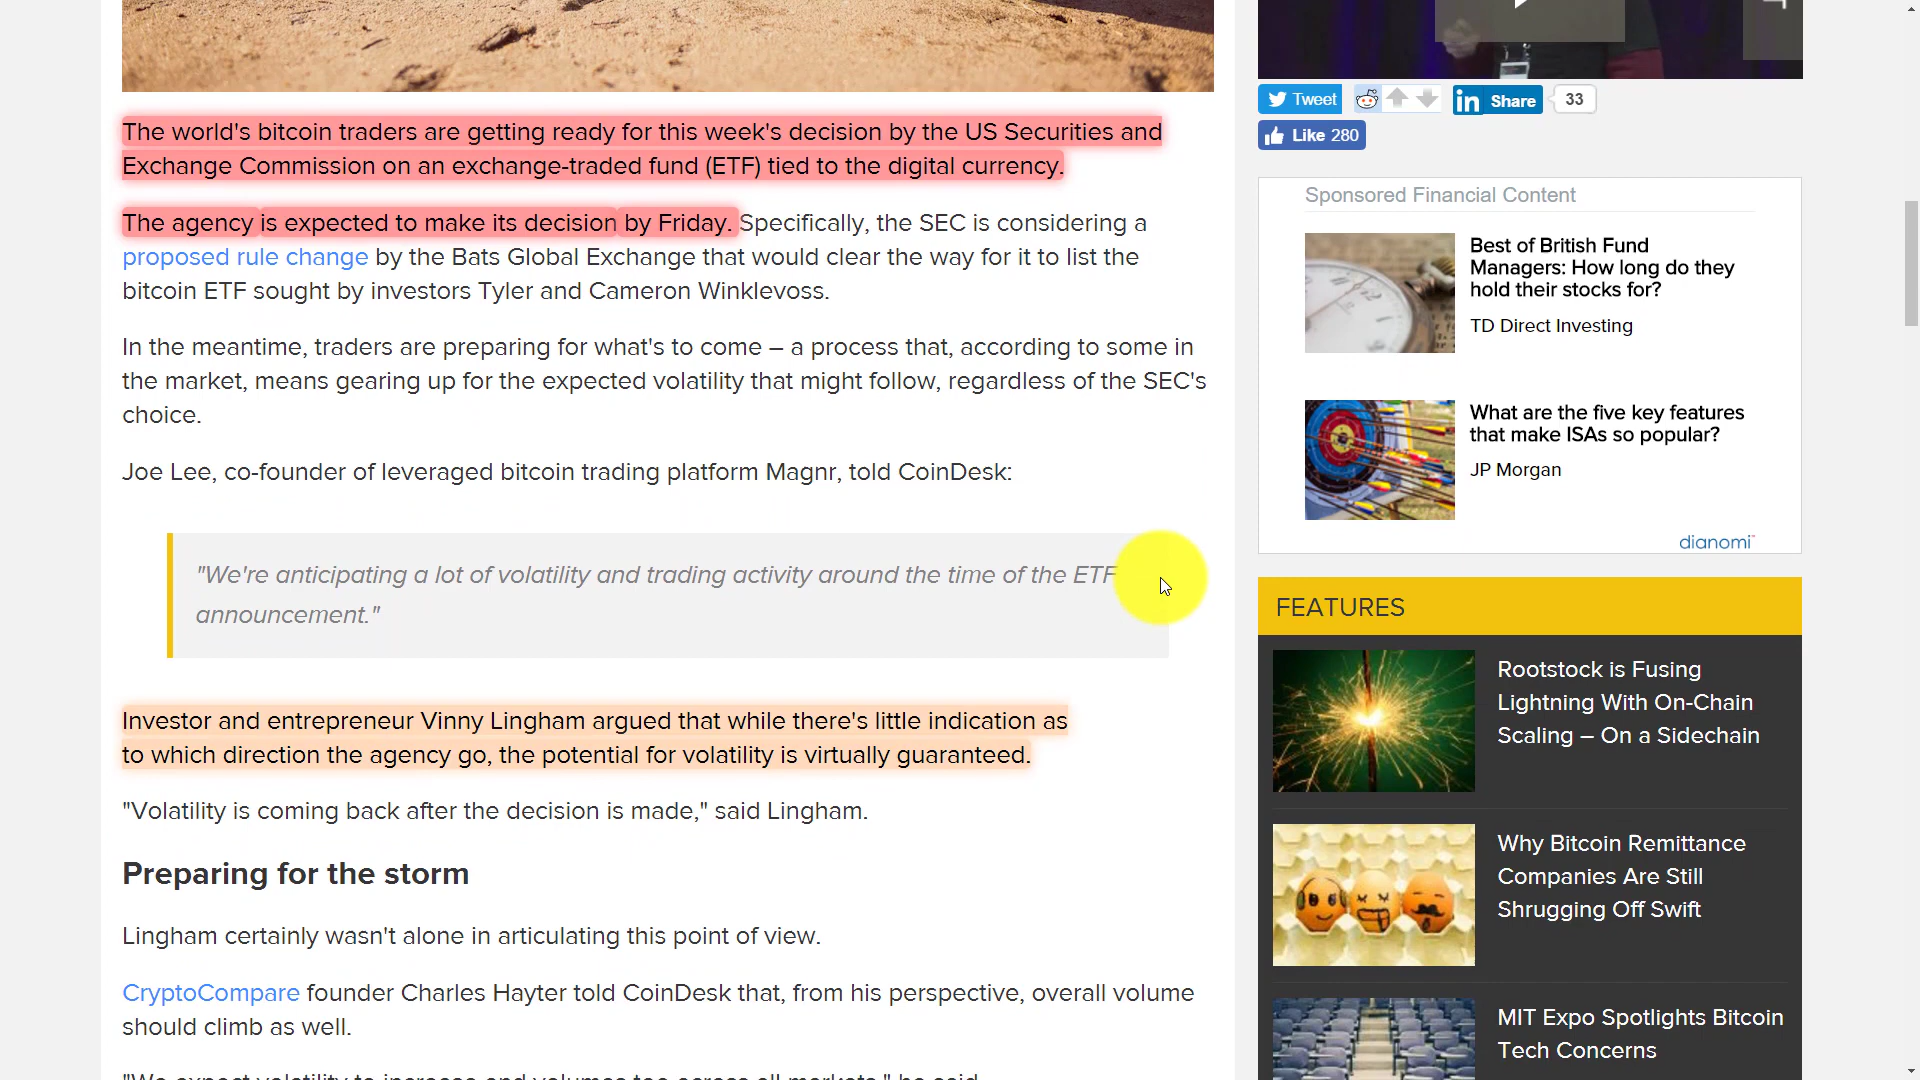 The world's bitcoin traders are getting ready for this week's decision by the US Securities and
Exchange Commission on an exchange-traded fund (ETF) tied to the digital currency.
The agency is expected to make its decision by Friday. Specifically, the SEC is considering a
proposed rule change by the Bats Global Exchange that would clear the way for it to list the
bitcoin ETF sought by investors Tyler and Cameron Winklevoss.
In the meantime, traders are preparing for what's to come – a process that, according to some in
the market, means gearing up for the expected volatility that might follow, regardless of the SEC's
choice.
Joe Lee, co-founder of leveraged bitcoin trading platform Magnr, told CoinDesk:
"We're anticipating a lot of volatility and trading activity around the time of the ETF
announcement."
Investor and entrepreneur Vinny Lingham argued that while there's little indication as
to which direction the agency go, the potential for volatility is virtually guaranteed.
"Volatility is coming back after the decision is made," said Lingham.
Preparing for the storm
Lingham certainly wasn't alone in articulating this point of view.
CryptoCompare founder Charles Hayter told CoinDesk that, from his perspective, overall volume
should climb as well.
"We expect volatility to increase and volumes too across all markets," he said.
Tweet
in Share 33
Like 280
Sponsored Financial Content
Best of British Fund
Managers: How long do they
hold their stocks for?
TD Direct Investing
What are the five key features
that make ISAs so popular?
JP Morgan
dianomi™
FEATURES
Rootstock is Fusing
Lightning With On-Chain
Scaling – On a Sidechain
Why Bitcoin Remittance
Companies Are Still
Shrugging Off Swift
MIT Expo Spotlights Bitcoin
Tech Concerns